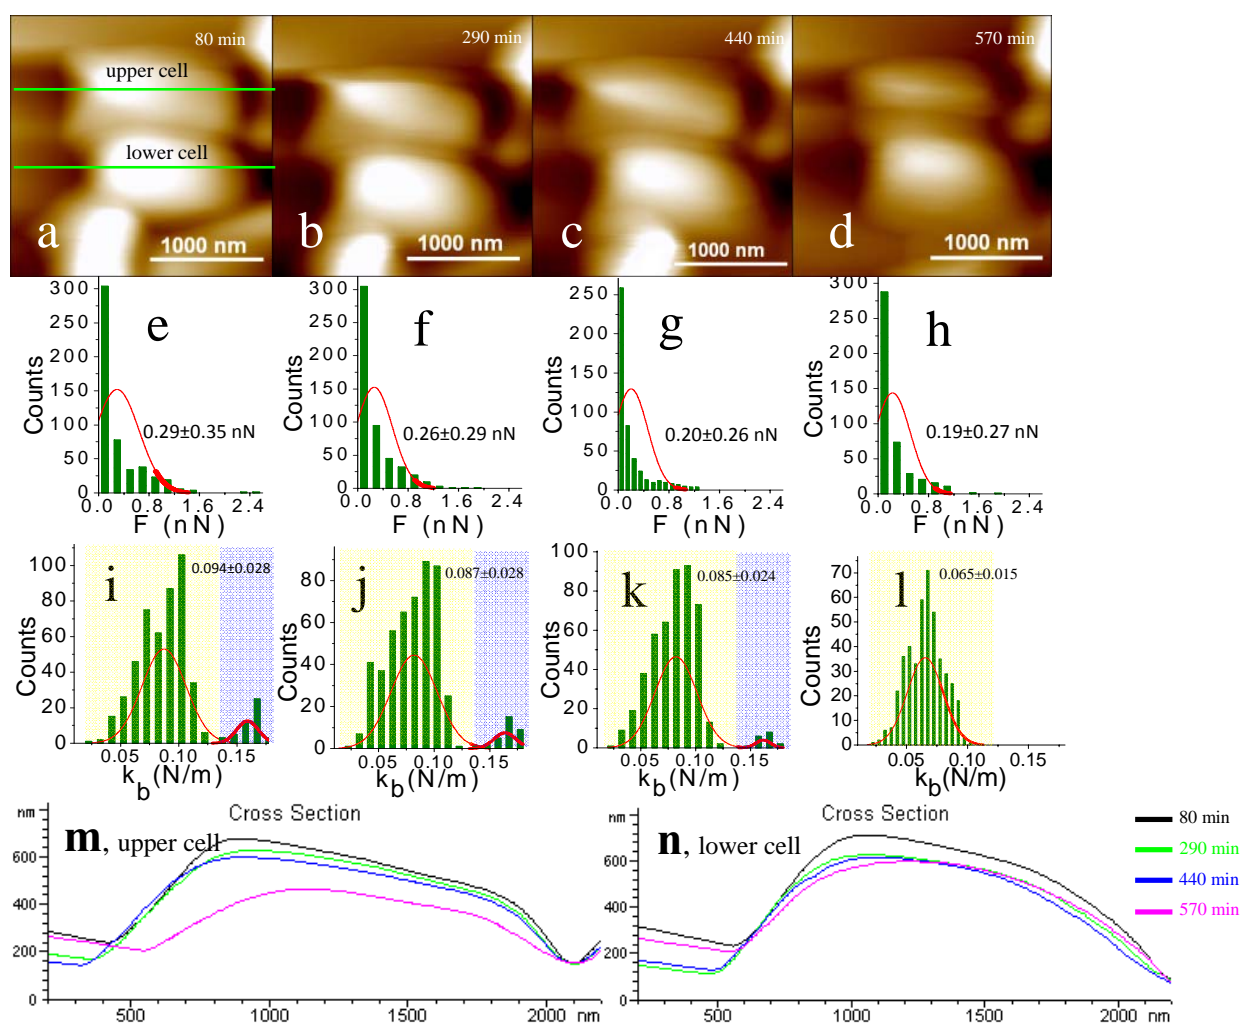 80 min
290 min
440 min
570 min
upper cell
lower cell
a
b
c
d
1000 nm
1000 nm
1000 nm
1000 nm
e
300
250
200
150
100
50
0
Counts
0.29±0.35 nN
0.0 0.8 1.6 2.4
F (nN)
f
300
250
200
150
100
50
0
Counts
0.26±0.29 nN
0.0 0.8 1.6 2.4
F (nN)
g
250
200
150
100
50
0
Counts
0.20±0.26 nN
0.0 0.8 1.6 2.4
F (nN)
h
300
250
200
150
100
50
0
Counts
0.19±0.27 nN
0.0 0.8 1.6 2.4
F (nN)
i
100
80
60
40
20
0
Counts
0.094±0.028
0.05 0.10 0.15
kb(N/m)
j
80
60
40
20
0
Counts
0.087±0.028
0.05 0.10 0.15
kb(N/m)
k
100
80
60
40
20
0
Counts
0.085±0.024
0.05 0.10 0.15
kb(N/m)
l
70
60
50
40
30
20
10
0
Counts
0.065±0.015
0.05 0.10 0.15
kb(N/m)
Cross Section
m, upper cell
nm
600
400
200
0
500 1000 1500 2000 nm
Cross Section
n, lower cell
nm
600
400
200
0
500 1000 1500 2000 nm
80 min
290 min
440 min
570 min